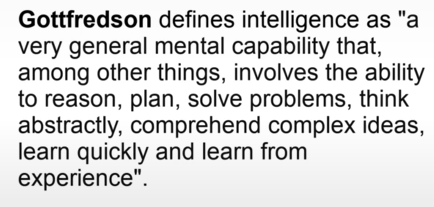 Gottfredson defines intelligence as "a
very general mental capability that,
among other things, involves the ability
to reason, plan, solve problems, think
abstractly, comprehend complex ideas,
learn quickly and learn from
experience".